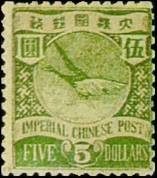 大清國郵政
伍圓
IMPERIAL CHINESE POST
FIVE 5 DOLLARS